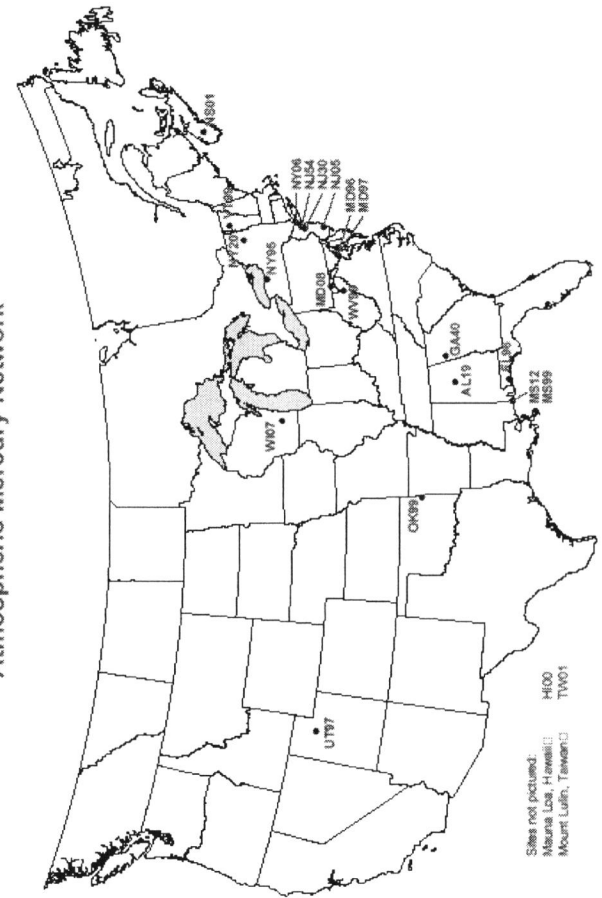 Atmospheric Mercury Network
NS01
VT99
NY20
NY95
NY06
NJ54
NJ30
NJ05
MD96
MD97
MD08
WV99
WI07
GA40
AL19
FL96
MS12
MS99
OK99
UT97
Sites not pictured:
Mauna Loa, Hawaii HI00
Mount Lulin, Taiwan TW01